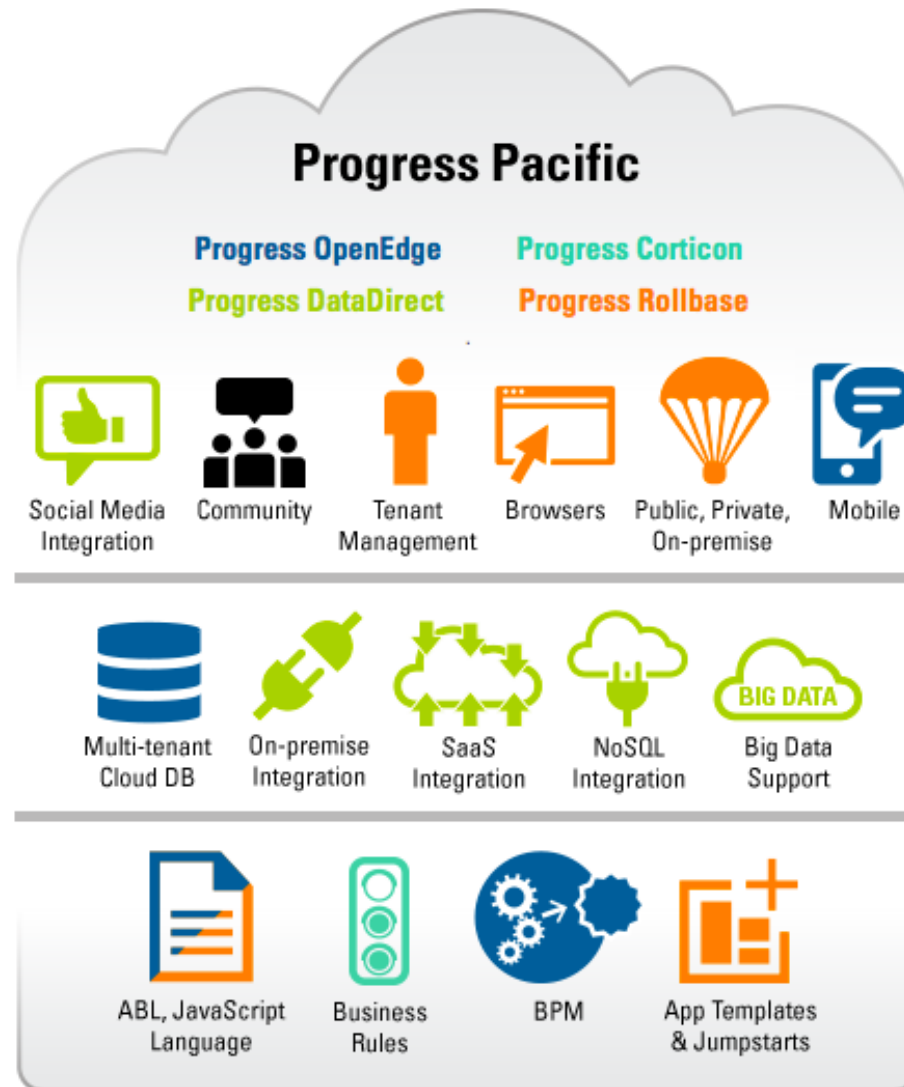 Progress Pacific
Progress OpenEdge
Progress Corticon
Progress DataDirect
Progress Rollbase
Social Media
Integration
Community
Tenant
Management
Browsers
Public, Private,
On-premise
Mobile
BIG DATA
Multi-tenant
Cloud DB
On-premise
Integration
SaaS
Integration
NoSQL
Integration
Big Data
Support
ABL, JavaScript
Language
Business
Rules
BPM
App Templates
& Jumpstarts